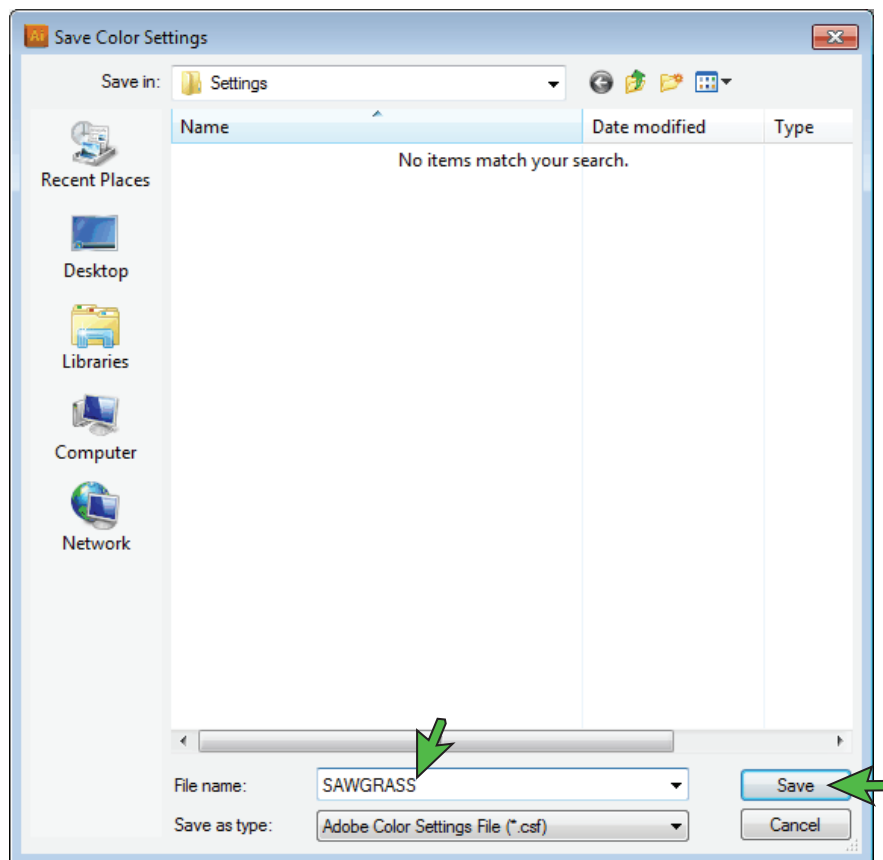 Ai Save Color Settings
Save in: Settings
Name Date modified Type
No items match your search.
Recent Places
Desktop
Libraries
Computer
Network
File name: SAWGRASS Save
Save as type: Adobe Color Settings File (*.csf) Cancel